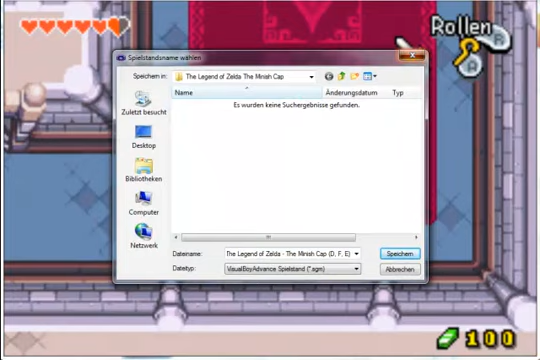 Rollen
R
A
Spielstandsname wählen
Speichern in:
The Legend of Zelda The Minish Cap
Name
Änderungsdatum
Typ
Es wurden keine Suchergebnisse gefunden.
Zuletzt besucht
Desktop
Bibliotheken
Computer
Netzwerk
Dateiname:
The Legend of Zelda - The Minish Cap (D, F, E)
Speichern
Dateityp:
VisualBoyAdvance Spielstand (*.sgm)
Abbrechen
100